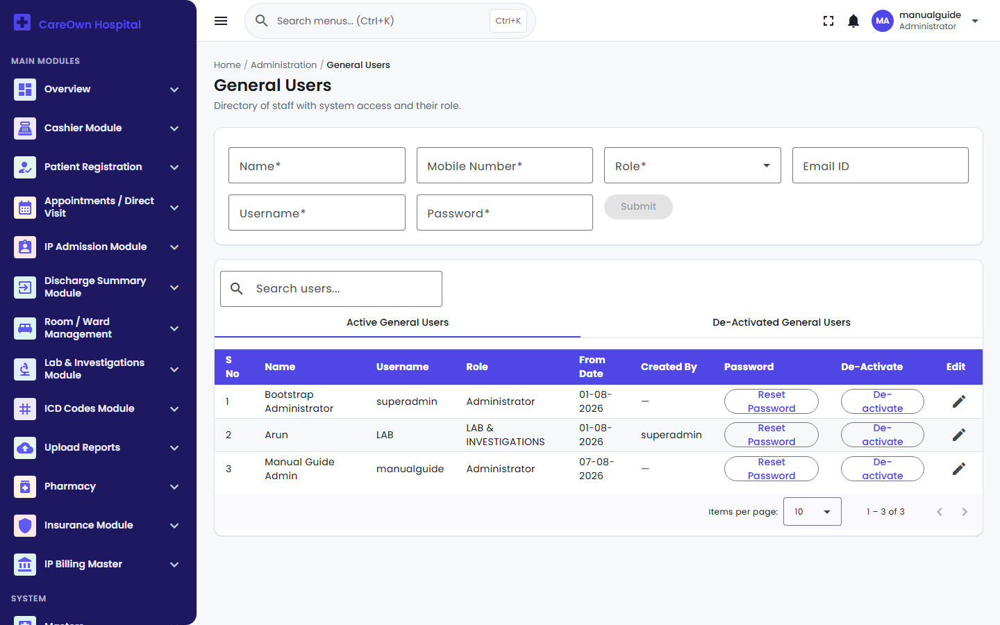 CareOwn Hospital
MAIN MODULES
Overview
Cashier Module
Patient Registration
Appointments / Direct
Visit
IP Admission Module
Discharge Summary
Module
Room / Ward
Management
Lab & Investigations
Module
ICD Codes Module
Upload Reports
Pharmacy
Insurance Module
IP Billing Master
SYSTEM
Search menus... (Ctrl+K)
Ctrl+K
MA
manualguide
Administrator
Home / Administration / General Users
General Users
Directory of staff with system access and their role.
Name*
Mobile Number*
Role*
Email ID
Username*
Password*
Submit
Search users...
Active General Users
De-Activated General Users
S No Name Username Role From Date Created By Password De-Activate Edit
1 Bootstrap Administrator superadmin Administrator 01-08-2026 — Reset Password De-activate
2 Arun LAB LAB & INVESTIGATIONS 01-08-2026 superadmin Reset Password De-activate
3 Manual Guide Admin manualguide Administrator 07-08-2026 — Reset Password De-activate
Items per page: 10 1 – 3 of 3